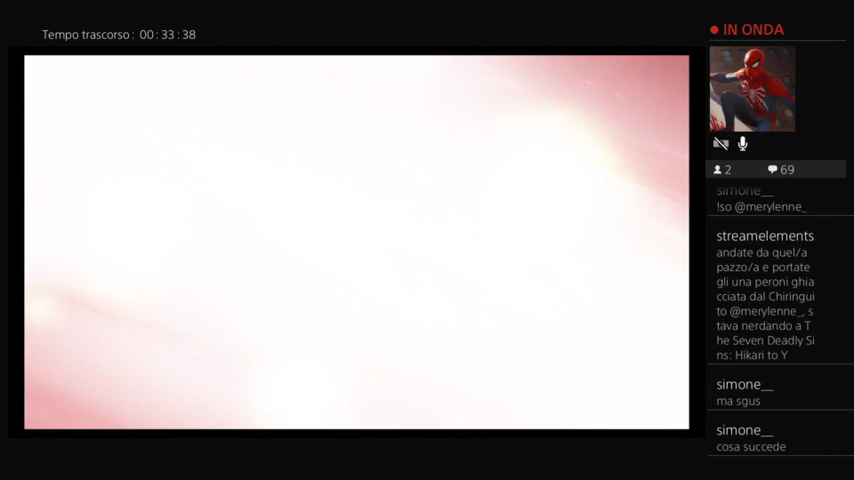 Tempo trascorso: 00:33:38
IN ONDA
2 69
simone__
!so @merylenne_
streamelements
andate da quel/a
pazzo/a e portate
gli una peroni ghia
cciata dal Chiringui
to @merylenne_, s
tava nerdando a T
he Seven Deadly Si
ns: Hikari to Y
simone__
ma sgus
simone__
cosa succede